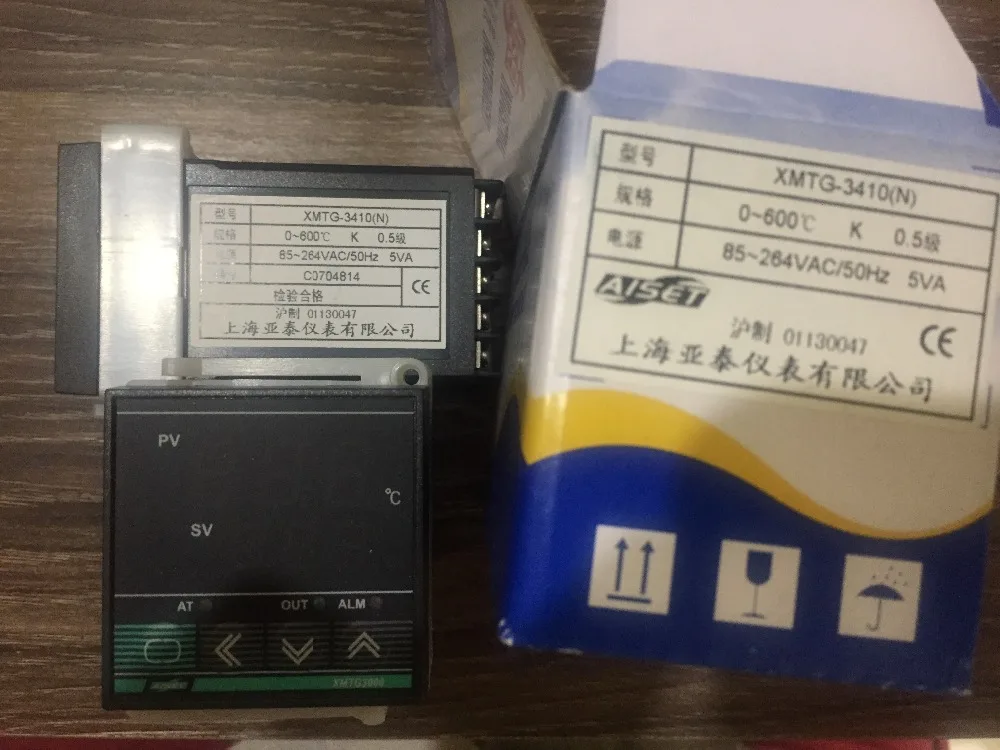 型号 XMTG-3410(N)
规格 0~600℃ K 0.5级
电源 85~264VAC/50Hz 5VA
C0704814
检验合格
CE
沪制 01130047
上海亚泰仪表有限公司
型号 XMTG-3410(N)
规格 0~600℃ K 0.5级
电源 85~264VAC/50Hz 5VA
AISET
沪制 01130047
CE
上海亚泰仪表有限公司
PV
℃
SV
AT OUT ALM
XMTG3000